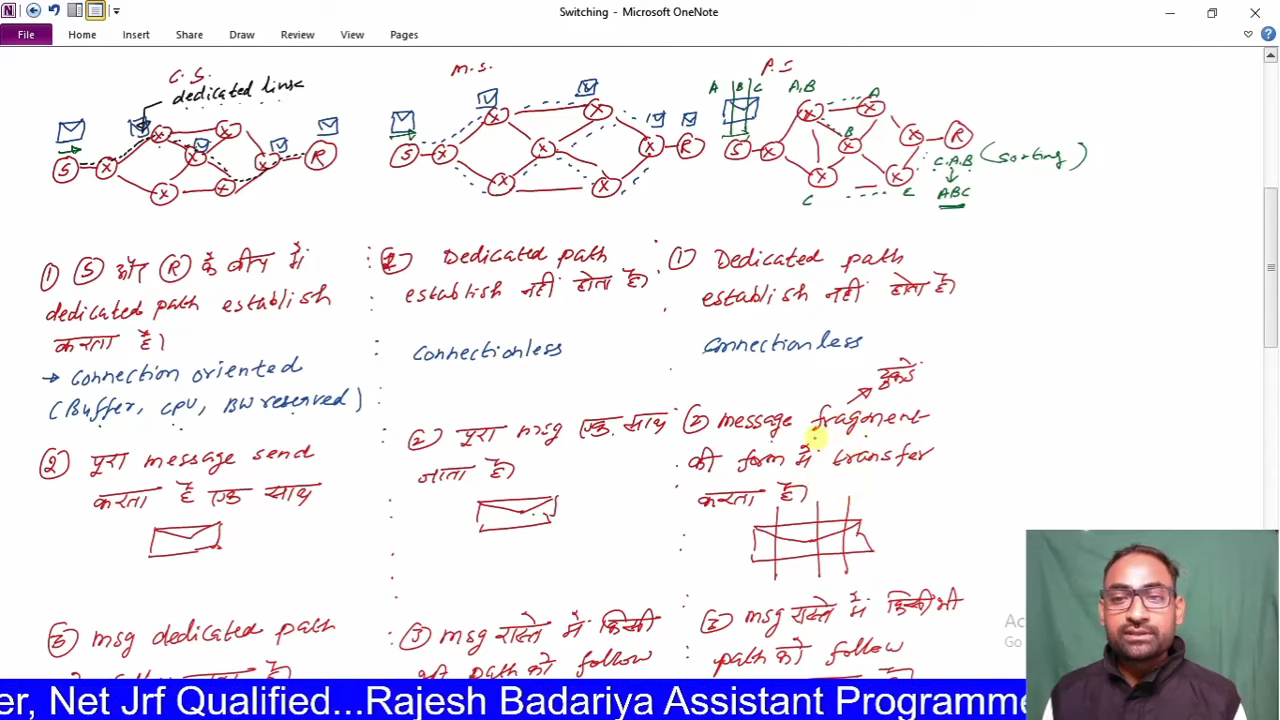 Switching - Microsoft OneNote
File Home Insert Share Draw Review View Pages
C.S.
dedicated link
S X X X X X X X R
M.S.
S X X X X X X X R
P.S
A B C A,B A
B
S X X X X X X X R
C.A.B (sorting)
ABC
C C
① Ⓢ और Ⓡ के बीच में
dedicated path establish
करता है।
→ Connection oriented
(Buffer, CPU, BW reserved)
② पूरा message send
करता है एक साथ
③ msg dedicated path
① Dedicated path
establish नहीं होता है।
Connectionless
② पूरा msg एक साथ
जाता है।
③ msg रास्ते में किसी
भी path को follow
① Dedicated path
establish नहीं होता है।
Connectionless
टुकड़े
② message fragment
की form में transfer
करता है।
msg रास्ते में किसी भी
path को follow
er, Net Jrf Qualified...Rajesh Badariya Assistant Programme